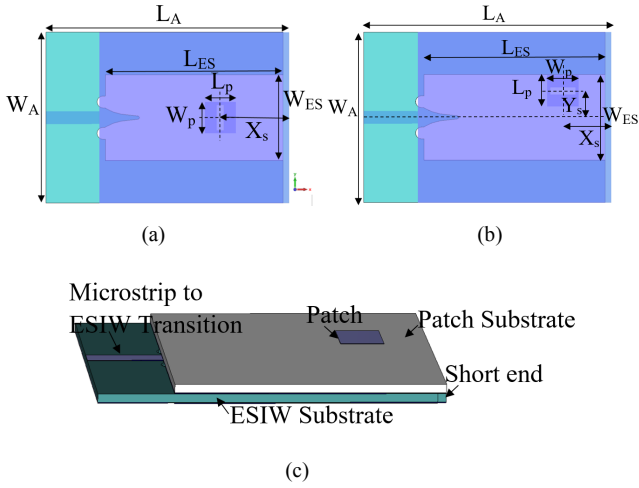 L_A
L_ES
L_p
W_A
W_p
W_ES
X_s
(a)
L_A
L_ES
W_p
L_p
W_A
Y_s
W_ES
X_s
(b)
Microstrip to
ESIW Transition
Patch
Patch Substrate
Short end
ESIW Substrate
(c)